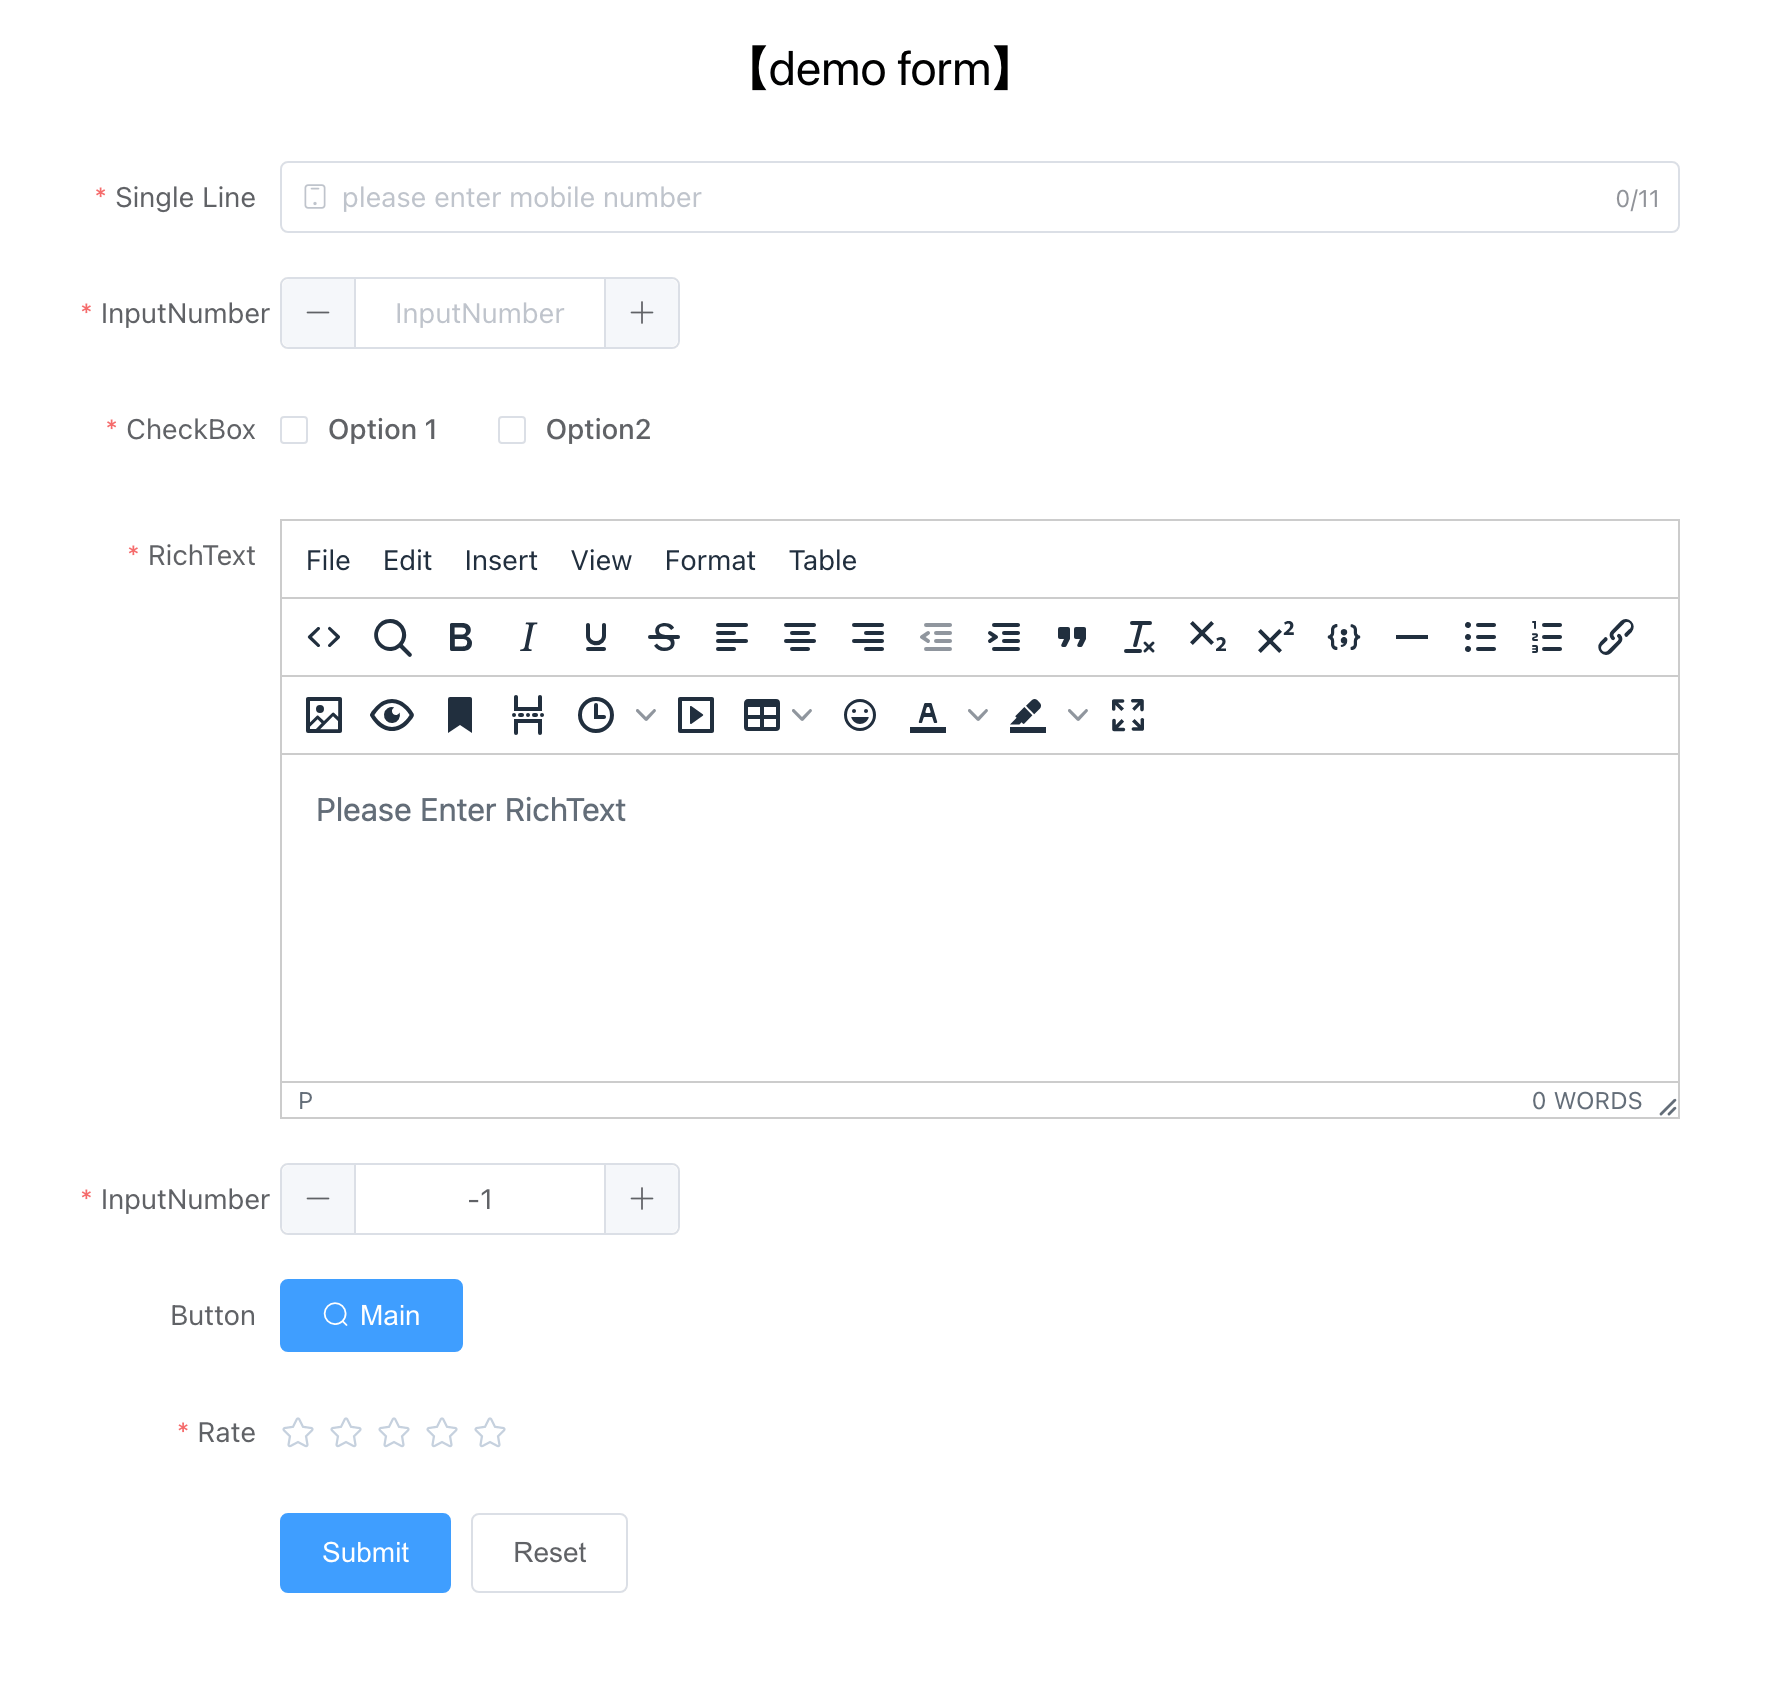 【demo form】
* Single Line please enter mobile number 0/11
* InputNumber InputNumber
* CheckBox Option 1 Option2
* RichText File Edit Insert View Format Table
Please Enter RichText
P 0 WORDS
* InputNumber -1
Button Main
* Rate
Submit Reset